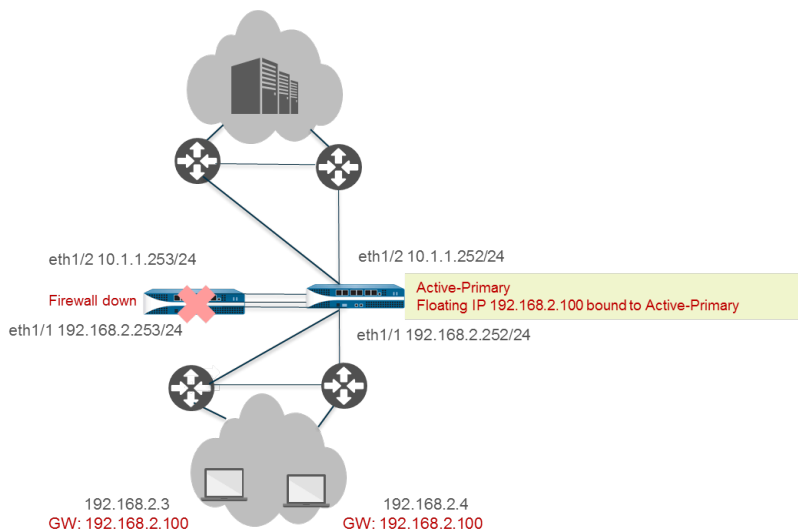 eth1/2 10.1.1.253/24
eth1/2 10.1.1.252/24
Firewall down
Active-Primary
Floating IP 192.168.2.100 bound to Active-Primary
eth1/1 192.168.2.253/24
eth1/1 192.168.2.252/24
192.168.2.3
GW: 192.168.2.100
192.168.2.4
GW: 192.168.2.100